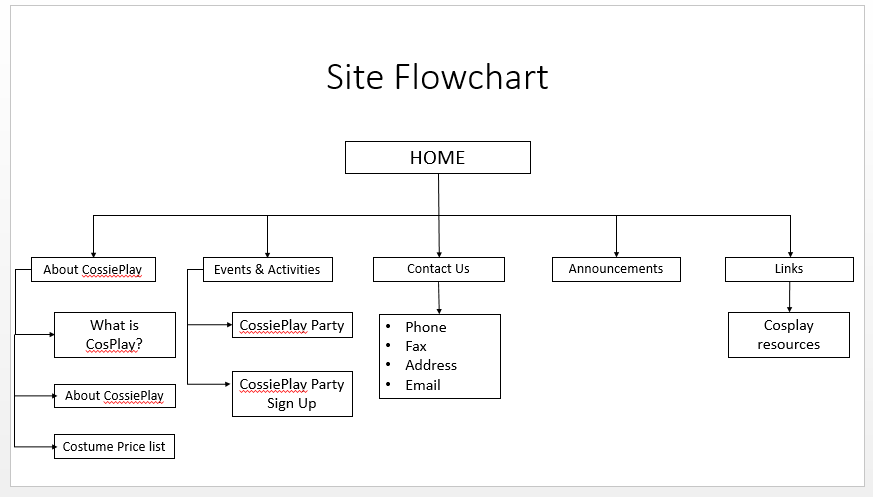 Site Flowchart
HOME
About CossiePlay
Events & Activities
Contact Us
Announcements
Links
What is
CosPlay?
About CossiePlay
Costume Price list
CossiePlay Party
CossiePlay Party
Sign Up
• Phone
• Fax
• Address
• Email
Cosplay
resources